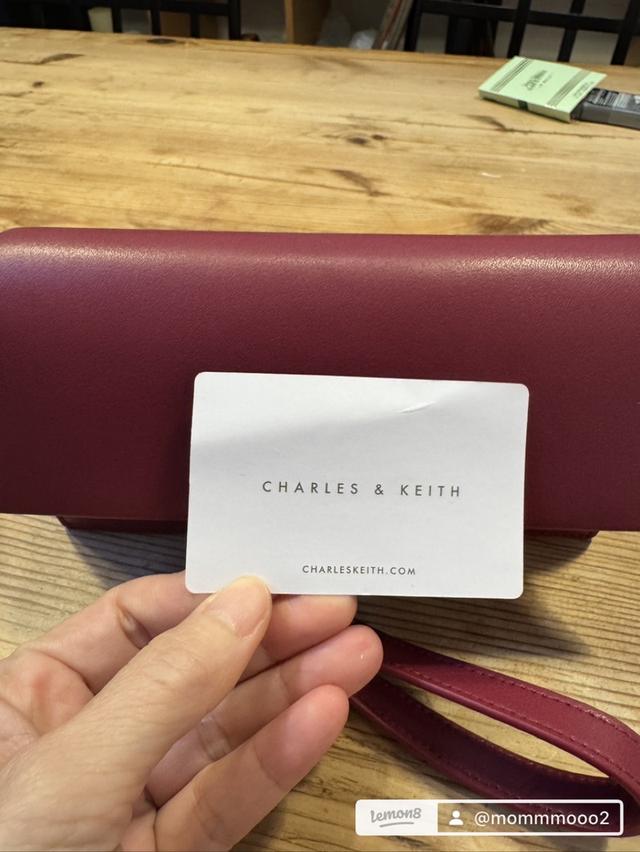 CHARLES & KEITH
CHARLESKEITH.COM
lemon8 @mommmooo2